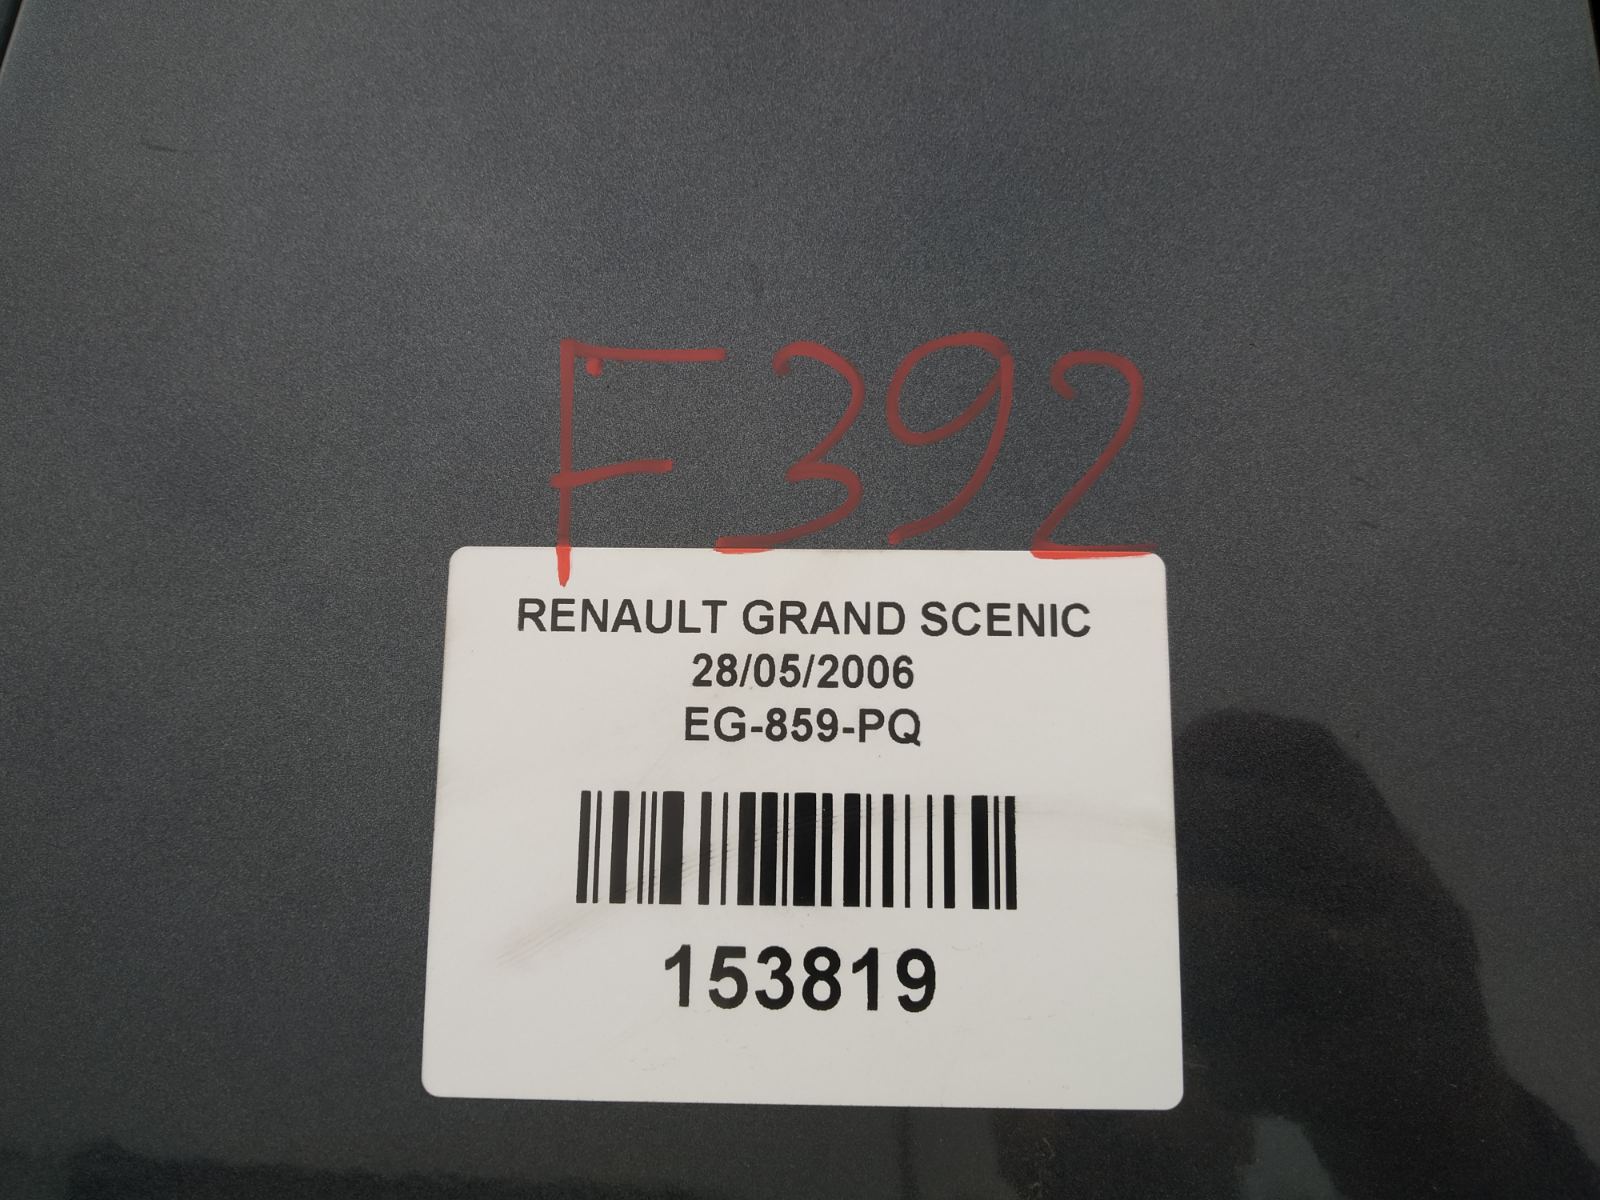 F392
RENAULT GRAND SCENIC
28/05/2006
EG-859-PQ
153819